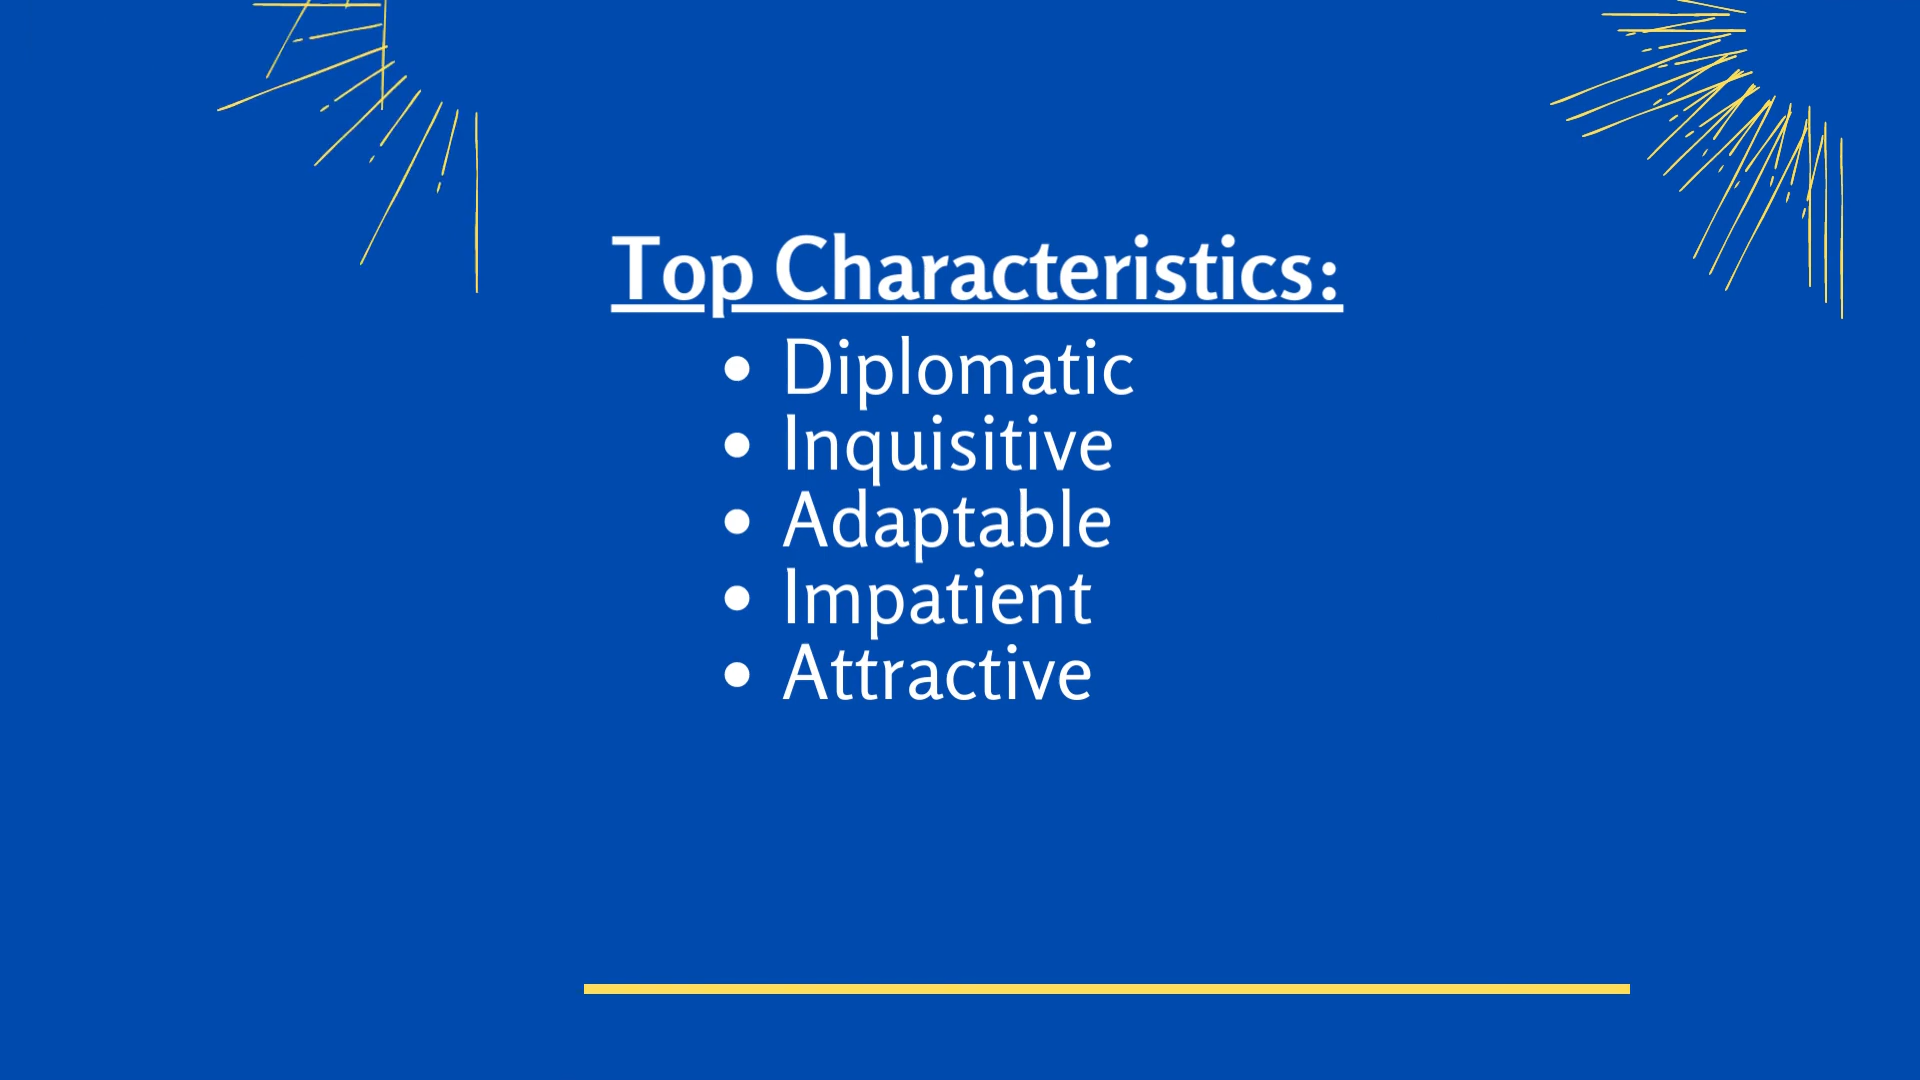 Top Characteristics:
• Diplomatic
• Inquisitive
• Adaptable
• Impatient
• Attractive